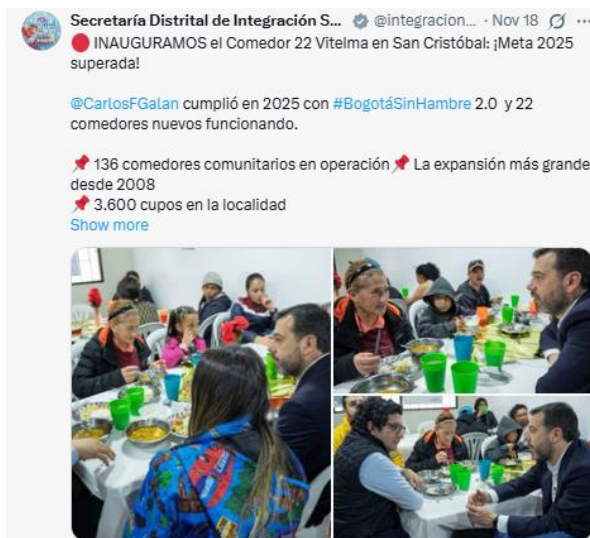 Secretaría Distrital de Integración S... @integracion... · Nov 18
INAUGURAMOS el Comedor 22 Vitelma en San Cristóbal: ¡Meta 2025
superada!
@CarlosFGalan cumplió en 2025 con #BogotáSinHambre 2.0 y 22
comedores nuevos funcionando.
📌 136 comedores comunitarios en operación 📌 La expansión más grande
desde 2008
📌 3.600 cupos en la localidad
Show more